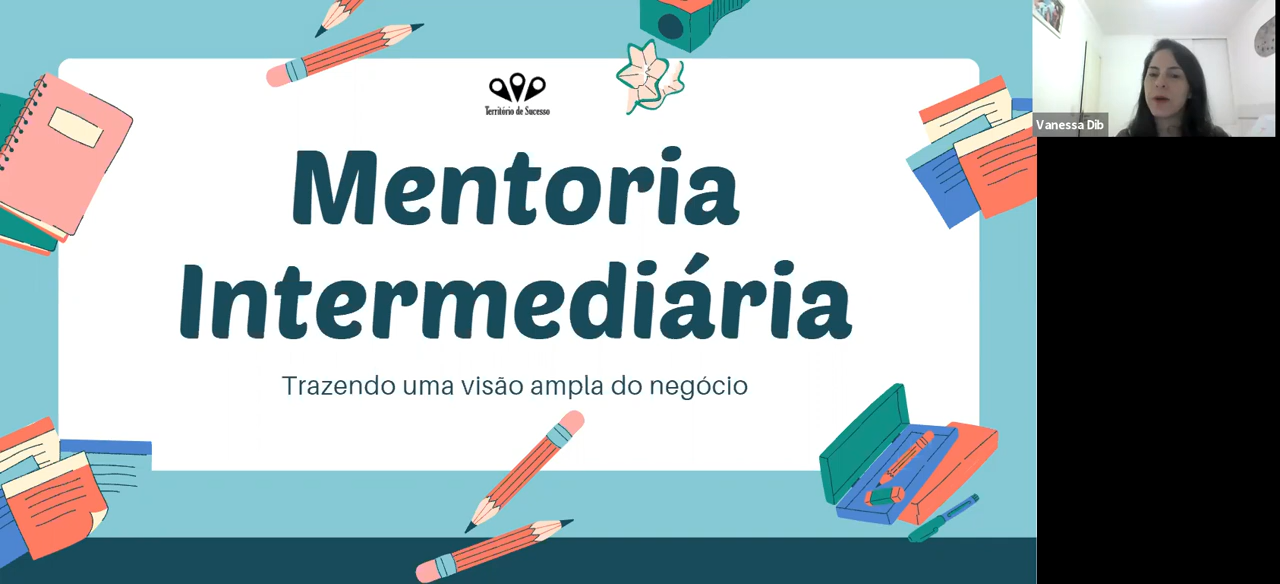 Território de Sucesso
Mentoria
Intermediária
Trazendo uma visão ampla do negócio
Vanessa Dib